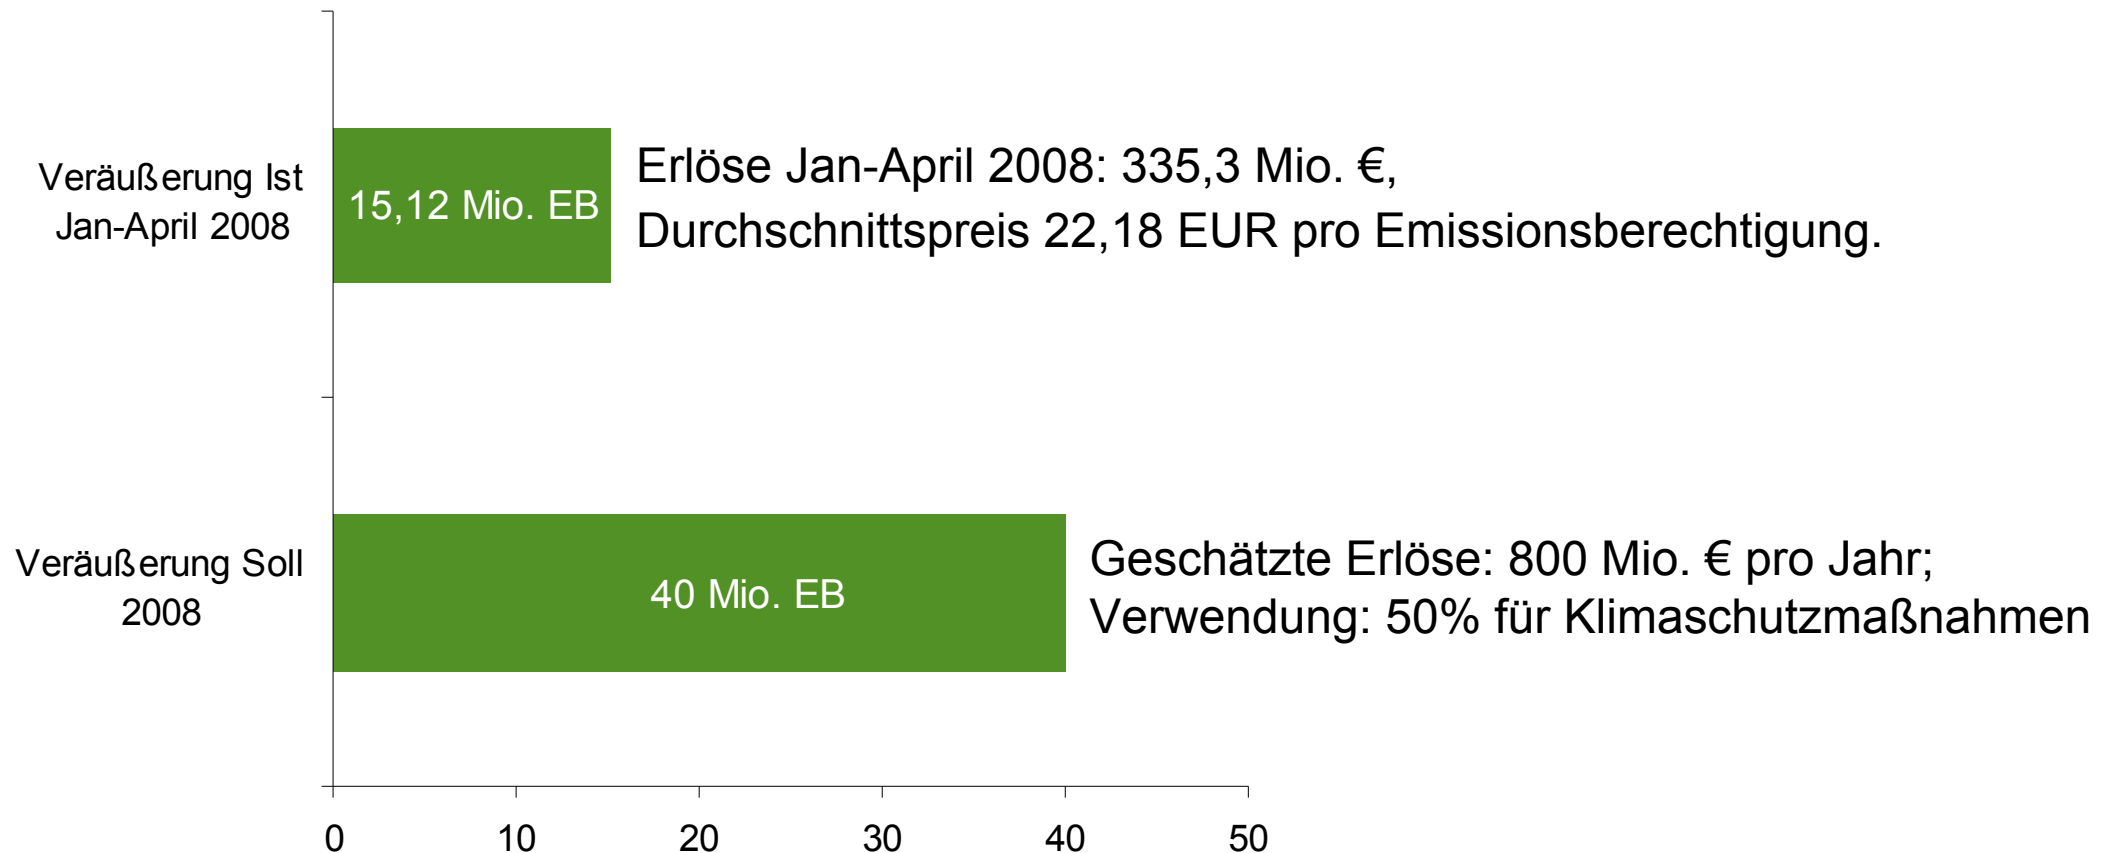 Veräußerung Ist
Jan-April 2008
15,12 Mio. EB
Erlöse Jan-April 2008: 335,3 Mio. €,
Durchschnittspreis 22,18 EUR pro Emissionsberechtigung.
Veräußerung Soll
2008
40 Mio. EB
Geschätzte Erlöse: 800 Mio. € pro Jahr;
Verwendung: 50% für Klimaschutzmaßnahmen
0 10 20 30 40 50